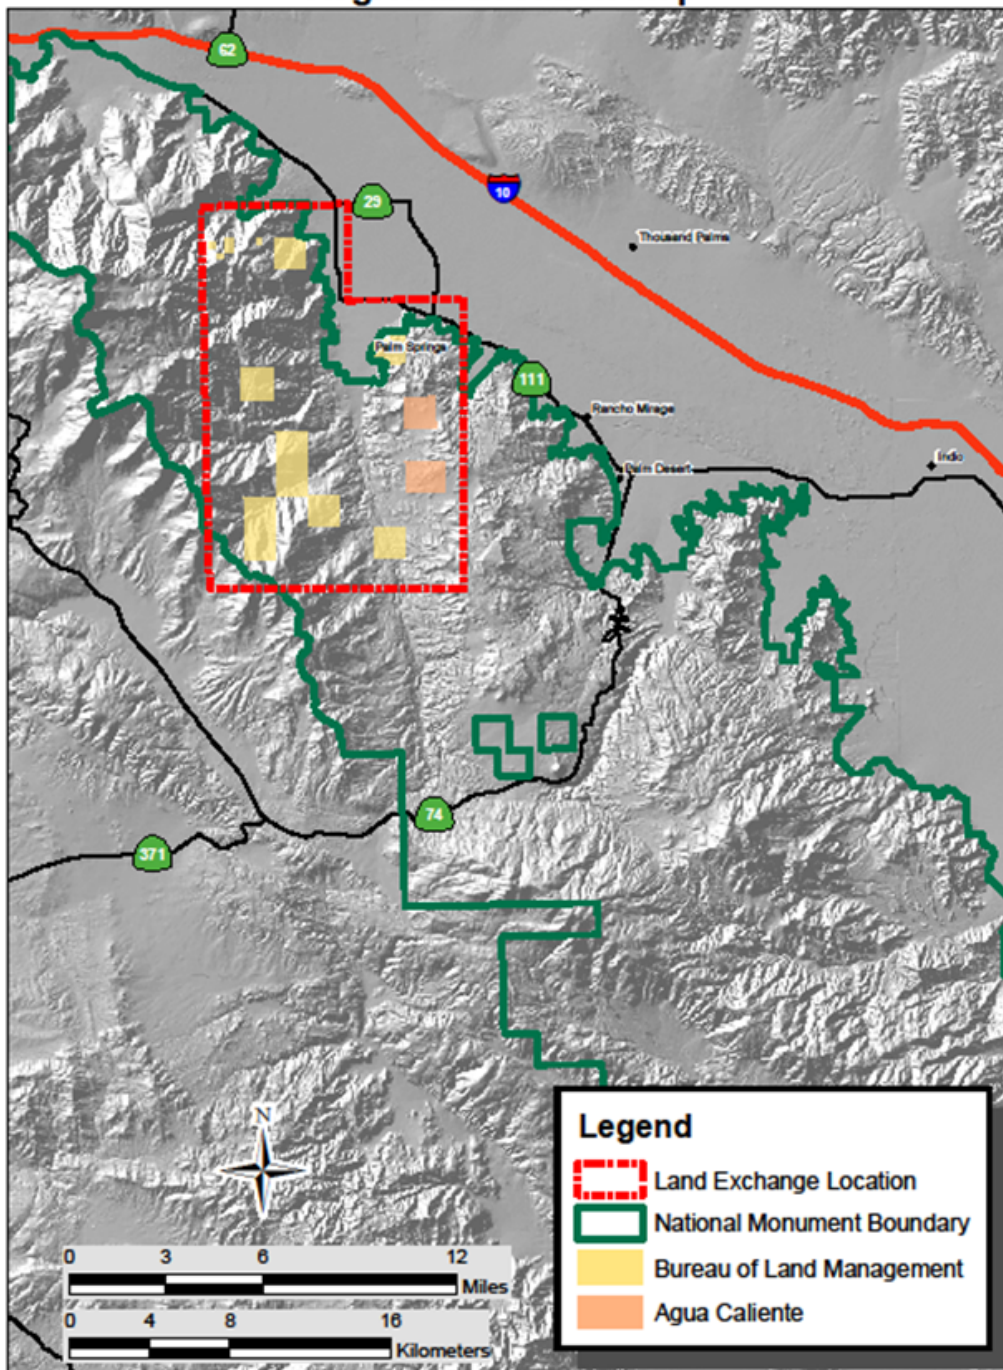 62
10
29
Thousand Palms
Palm Springs
111
Rancho Mirage
Palm Desert
Indio
74
371
N
Legend
Land Exchange Location
National Monument Boundary
Bureau of Land Management
Agua Caliente
0 3 6 12
Miles
0 4 8 16
Kilometers